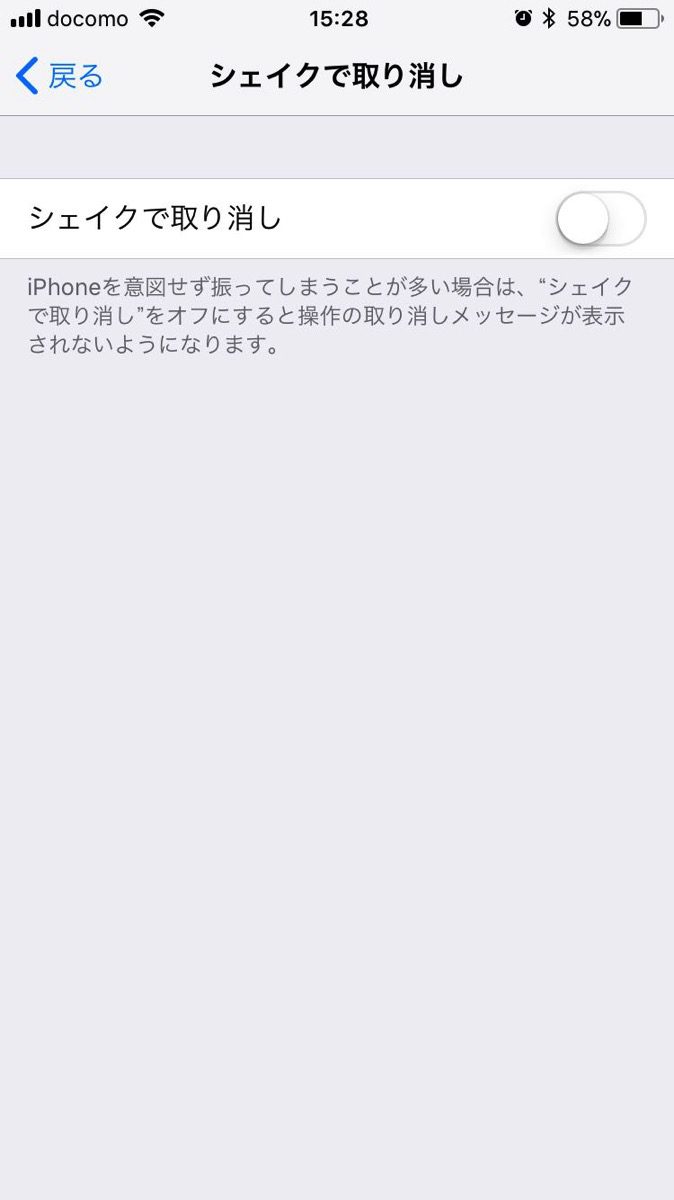 docomo 15:28 58%
戻る シェイクで取り消し
シェイクで取り消し
iPhoneを意図せず振ってしまうことが多い場合は、“シェイク
で取り消し”をオフにすると操作の取り消しメッセージが表示
されないようになります。